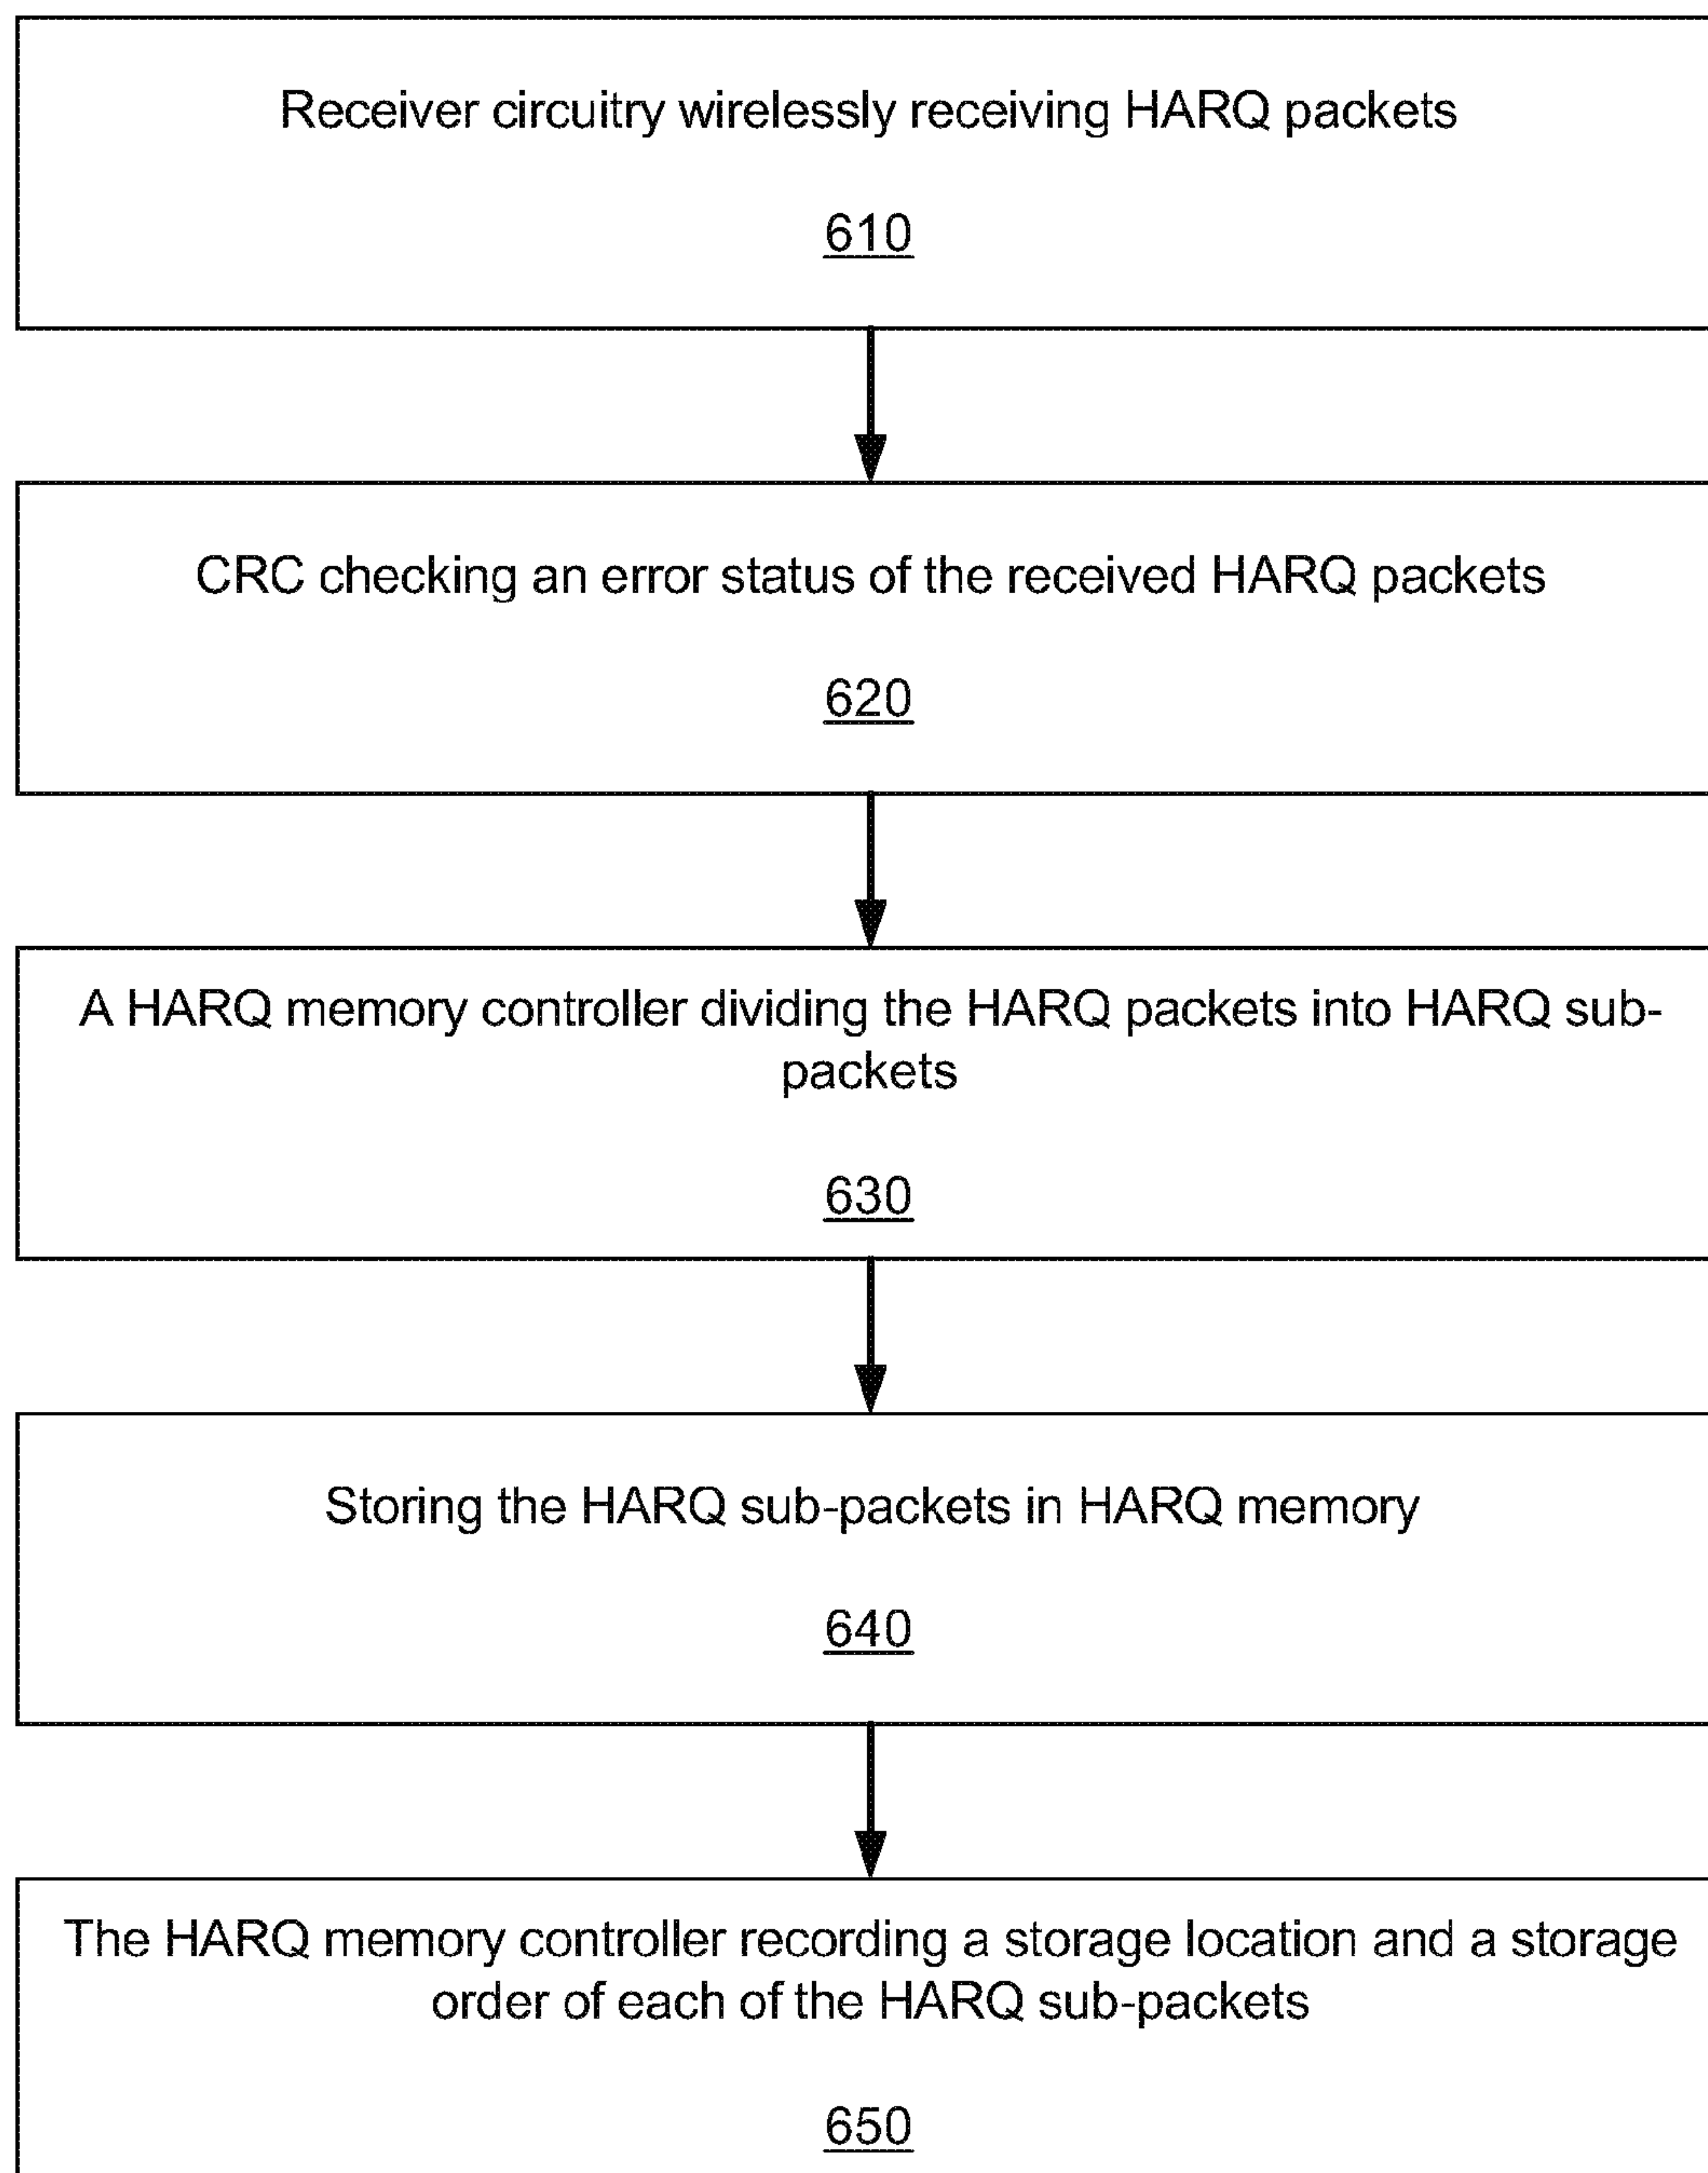 Receiver circuitry wirelessly receiving HARQ packets
610
CRC checking an error status of the received HARQ packets
620
A HARQ memory controller dividing the HARQ packets into HARQ sub-
packets
630
Storing the HARQ sub-packets in HARQ memory
640
The HARQ memory controller recording a storage location and a storage
order of each of the HARQ sub-packets
650